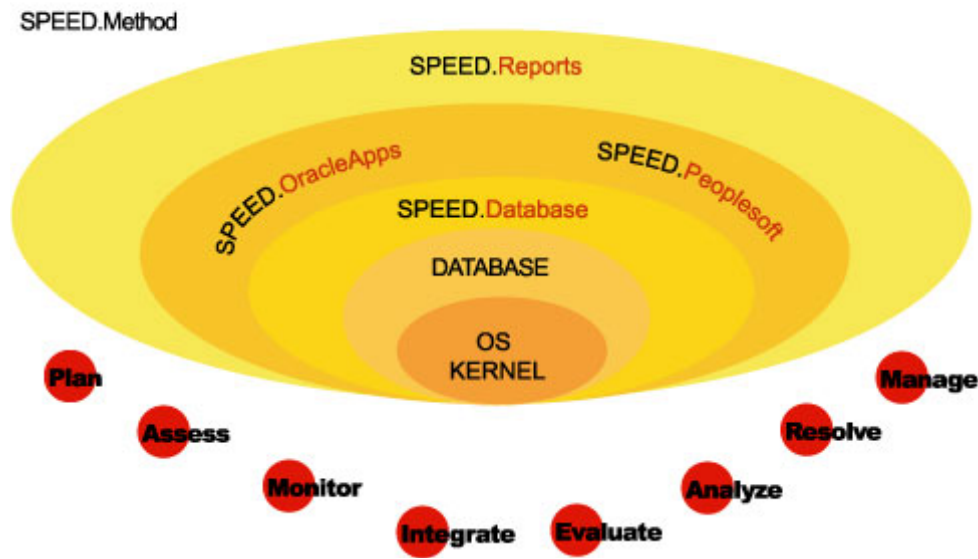 SPEED.Method
SPEED.Reports
SPEED.OracleApps
SPEED.Peoplesoft
SPEED.Database
DATABASE
OS
KERNEL
Plan
Assess
Monitor
Integrate
Evaluate
Analyze
Resolve
Manage